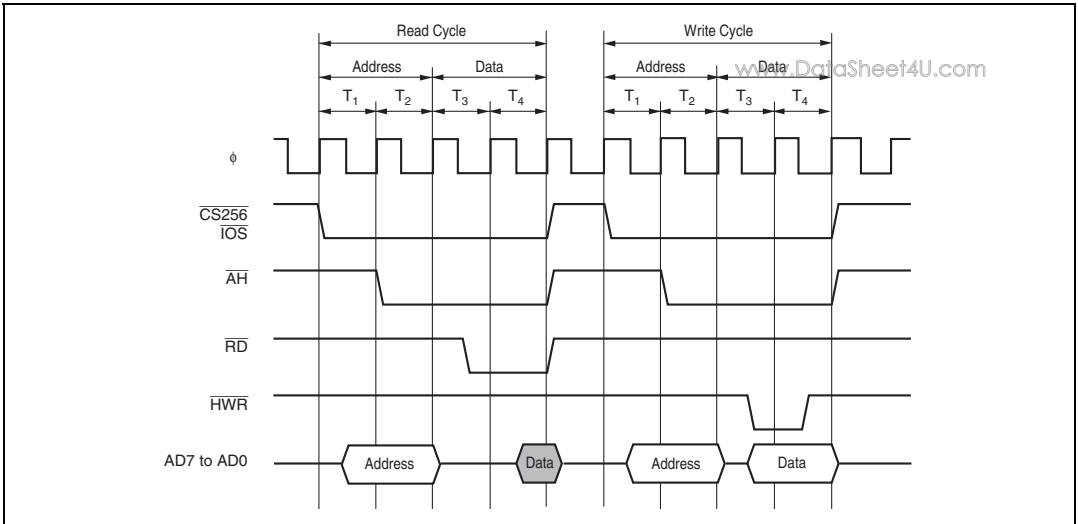 Read Cycle Write Cycle
Address Data Address Data
www.DataSheet4U.com
T1 T2 T3 T4 T1 T2 T3 T4
ϕ
CS256
IOS
AH
RD
HWR
AD7 to AD0 Address Data Address Data